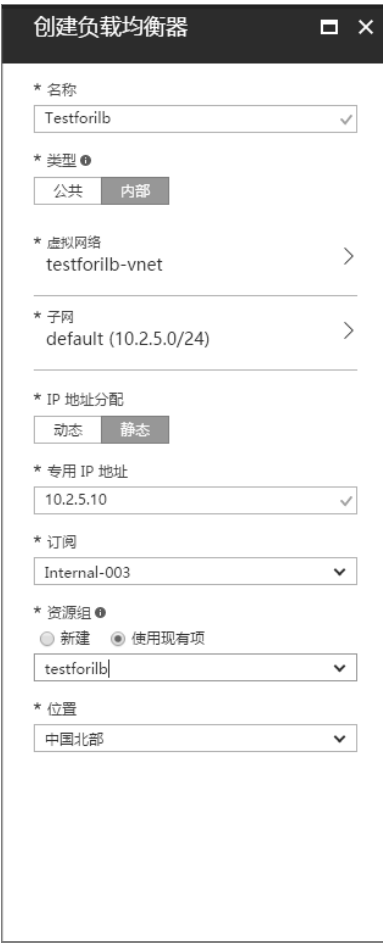 创建负载均衡器
* 名称
Testforilb
* 类型
公共 内部
* 虚拟网络
testforilb-vnet
* 子网
default (10.2.5.0/24)
* IP 地址分配
动态 静态
* 专用 IP 地址
10.2.5.10
* 订阅
Internal-003
* 资源组
新建 使用现有项
testforilb
* 位置
中国北部